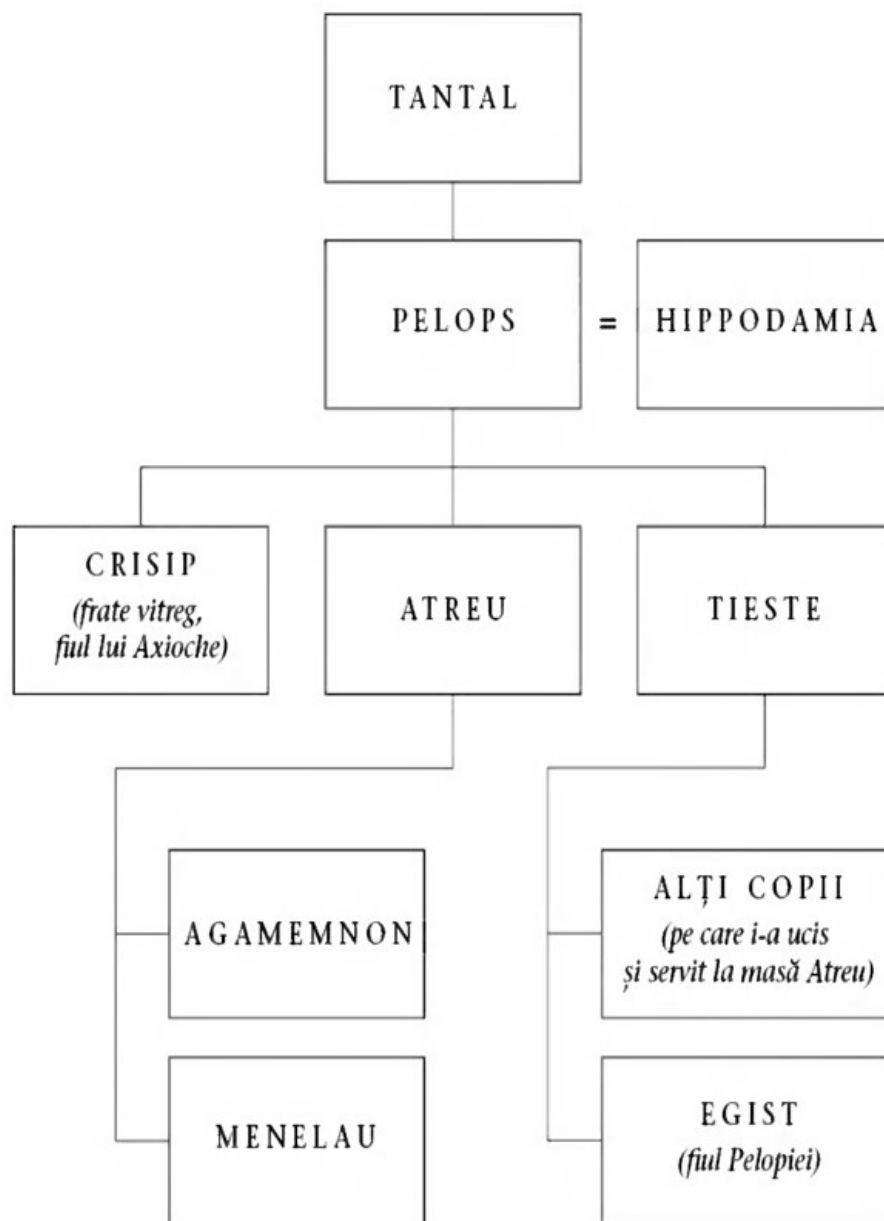 TANTAL
PELOPS = HIPPODAMIA
CRISIP
(frate vitreg,
fiul lui Axioche)
ATREU
TIESTE
AGAMEMNON
ALȚI COPII
(pe care i-a ucis
și servit la masă Atreu)
MENELAU
EGIST
(fiul Pelopiei)